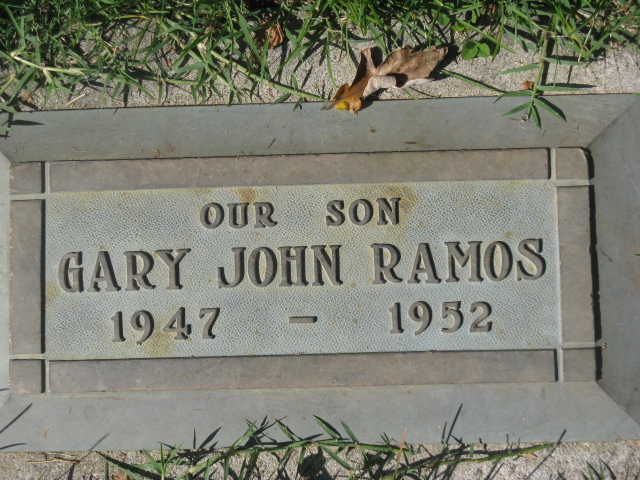 OUR SON
GARY JOHN RAMOS
1947 - 1952